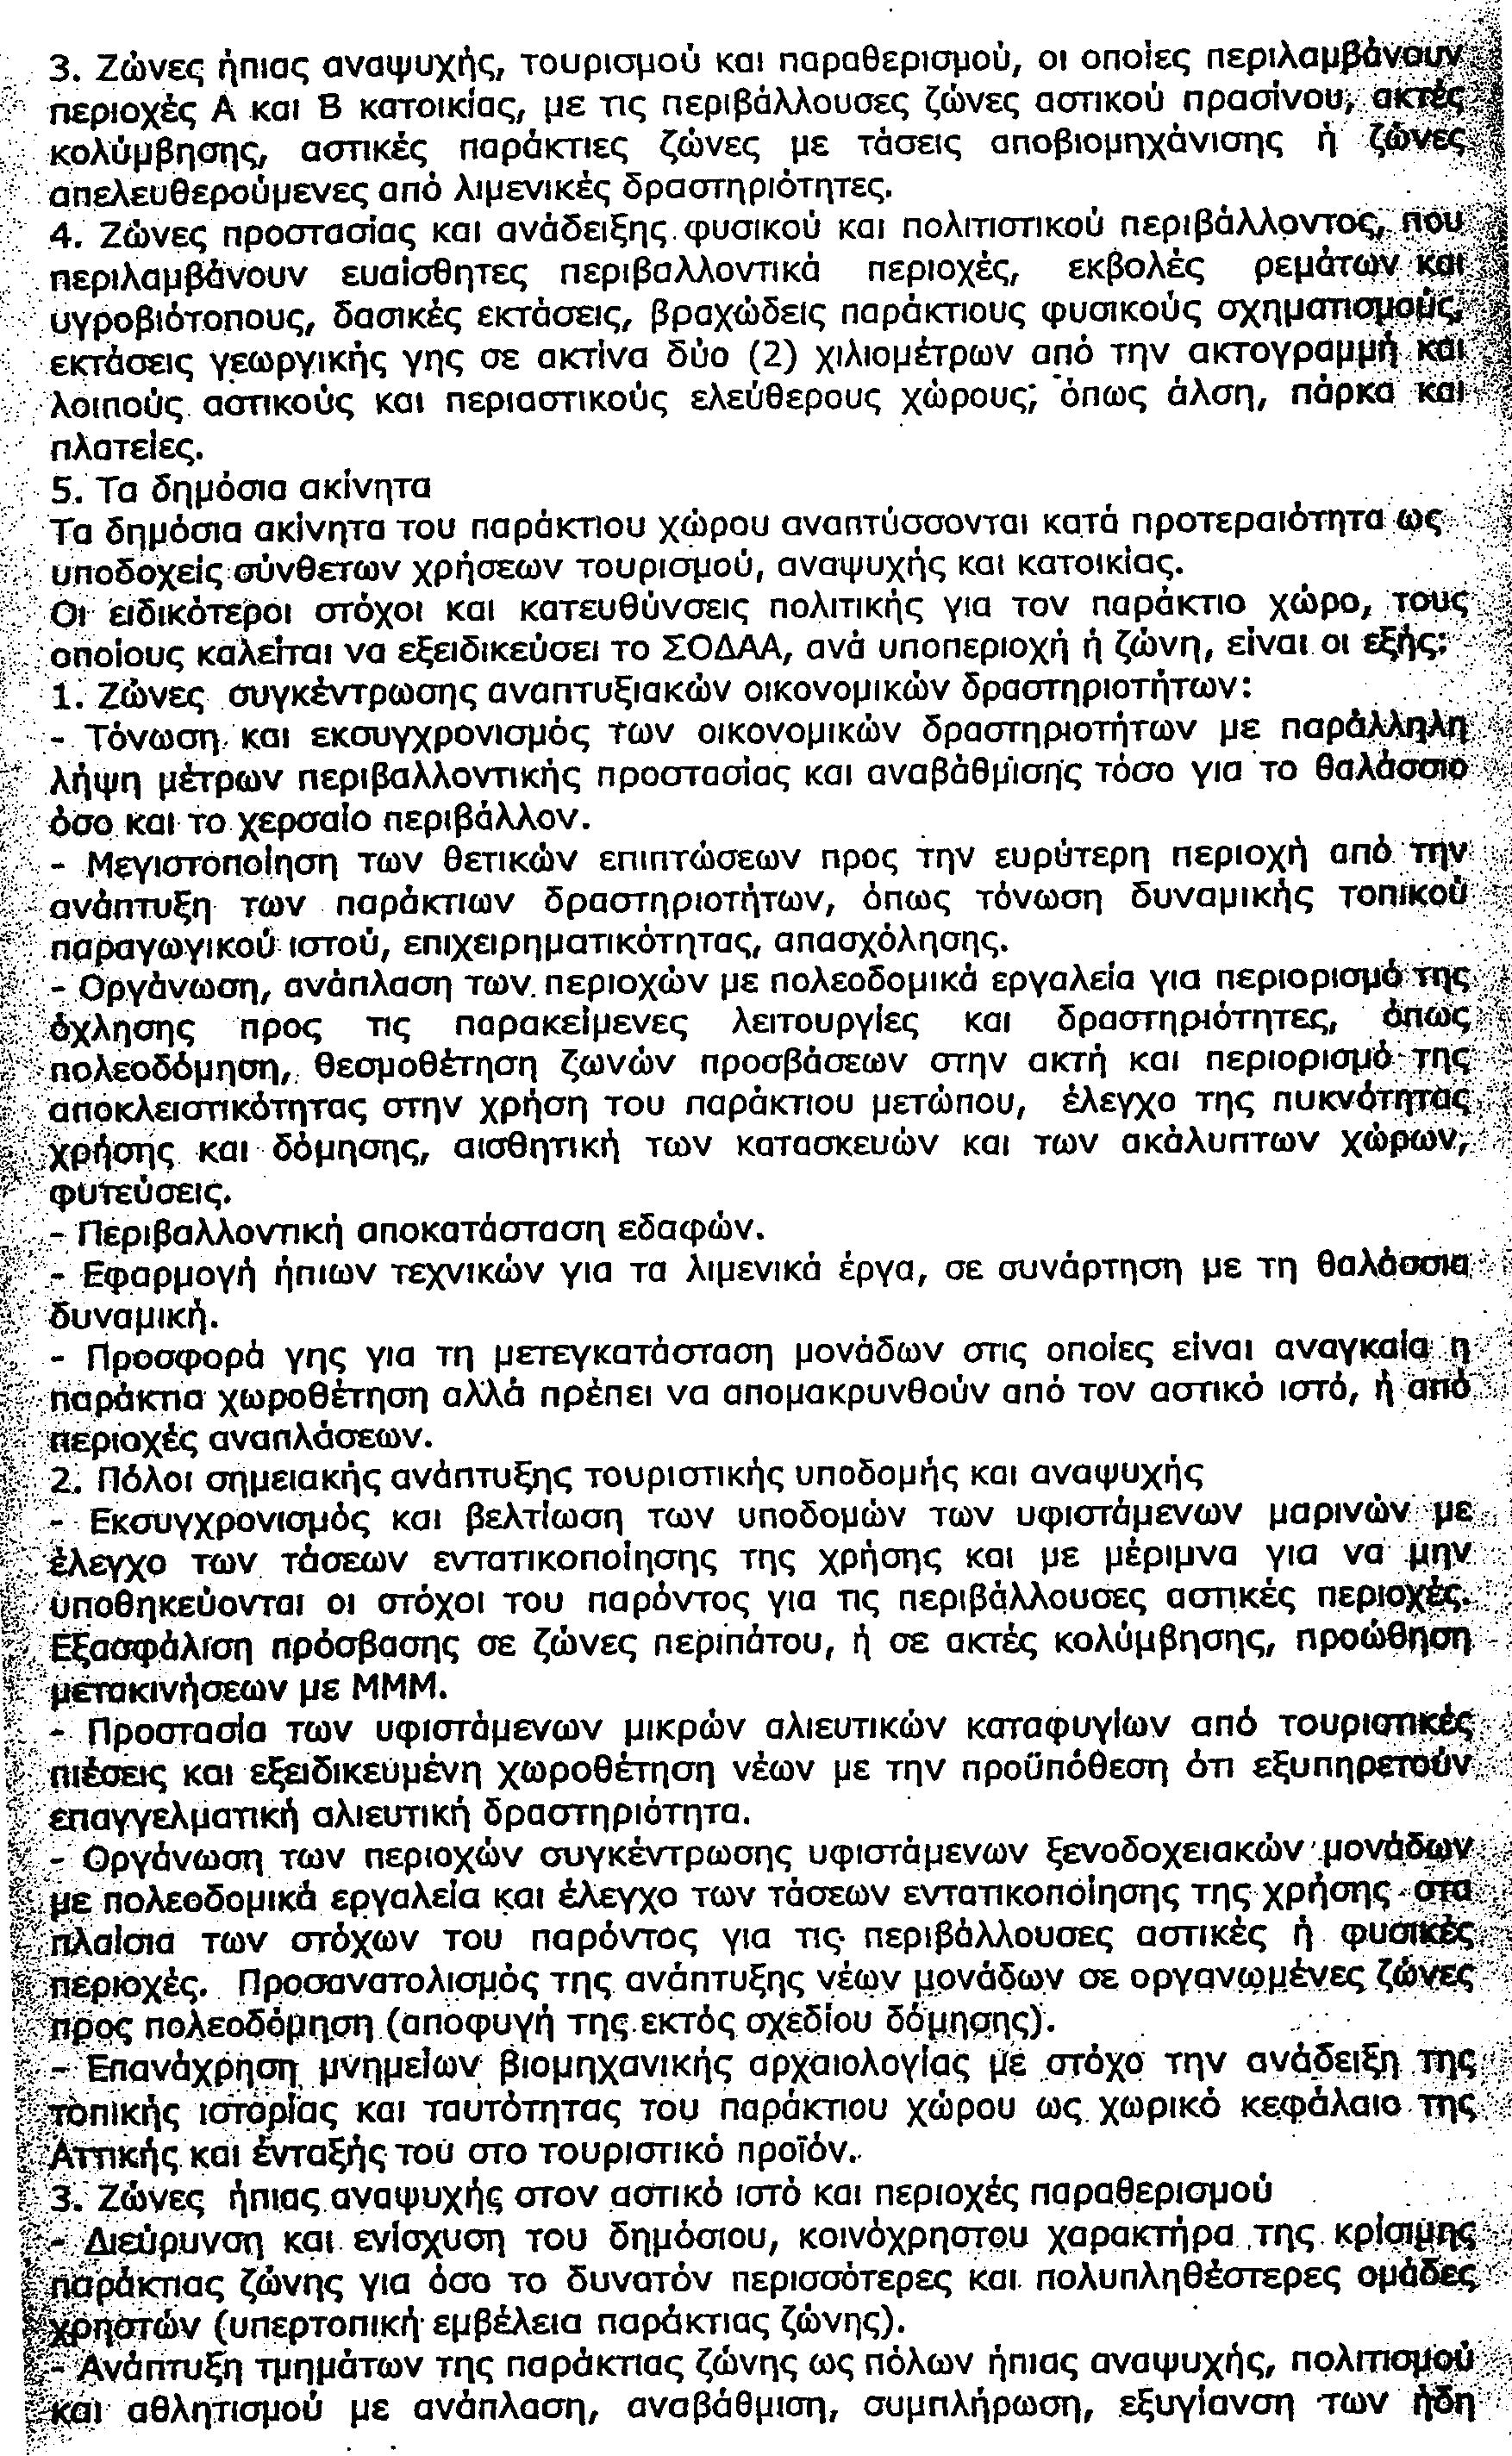 3. Ζώνες ήπιας αναψυχής, τουρισμού και παραθερισμού, οι οποίες περιλαμβάνουν
περιοχές Α και Β κατοικίας, με τις περιβάλλουσες ζώνες αστικού πρασίνου, ακτές
κολύμβησης, αστικές παράκτιες ζώνες με τάσεις αποβιομηχάνισης ή ζώνες
απελευθερούμενες από λιμενικές δραστηριότητες.
4. Ζώνες προστασίας και ανάδειξης φυσικού και πολιτιστικού περιβάλλοντος, που
περιλαμβάνουν ευαίσθητες περιβαλλοντικά περιοχές, εκβολές ρεμάτων και
υγροβιότοπους, δασικές εκτάσεις, βραχώδεις παράκτιους φυσικούς σχηματισμούς,
εκτάσεις γεωργικής γης σε ακτίνα δύο (2) χιλιομέτρων από την ακτογραμμή και
λοιπούς αστικούς και περιαστικούς ελεύθερους χώρους, όπως άλση, πάρκα και
πλατείες.
5. Τα δημόσια ακίνητα
Τα δημόσια ακίνητα του παράκτιου χώρου αναπτύσσονται κατά προτεραιότητα ως
υποδοχείς σύνθετων χρήσεων τουρισμού, αναψυχής και κατοικίας.
Οι ειδικότεροι στόχοι και κατευθύνσεις πολιτικής για τον παράκτιο χώρο, τους
οποίους καλείται να εξειδικεύσει το ΣΟΔΑΑ, ανά υποπεριοχή ή ζώνη, είναι οι εξής:
1. Ζώνες συγκέντρωσης αναπτυξιακών οικονομικών δραστηριοτήτων:
- Τόνωση και εκσυγχρονισμός των οικονομικών δραστηριοτήτων με παράλληλη
λήψη μέτρων περιβαλλοντικής προστασίας και αναβάθμισης τόσο για το θαλάσσιο
όσο και το χερσαίο περιβάλλον.
- Μεγιστοποίηση των θετικών επιπτώσεων προς την ευρύτερη περιοχή από την
ανάπτυξη των παράκτιων δραστηριοτήτων, όπως τόνωση δυναμικής τοπικού
παραγωγικού ιστού, επιχειρηματικότητας, απασχόλησης.
- Οργάνωση, ανάπλαση των περιοχών με πολεοδομικά εργαλεία για περιορισμό της
όχλησης προς τις παρακείμενες λειτουργίες και δραστηριότητες, όπως
πολεοδόμηση, θεσμοθέτηση ζωνών προσβάσεων στην ακτή και περιορισμό της
αποκλειστικότητας στην χρήση του παράκτιου μετώπου, έλεγχο της πυκνότητας
χρήσης και δόμησης, αισθητική των κατασκευών και των ακάλυπτων χώρων,
φυτεύσεις.
- Περιβαλλοντική αποκατάσταση εδαφών.
- Εφαρμογή ήπιων τεχνικών για τα λιμενικά έργα, σε συνάρτηση με τη θαλάσσια
δυναμική.
- Προσφορά γης για τη μετεγκατάσταση μονάδων στις οποίες είναι αναγκαία η
παράκτια χωροθέτηση αλλά πρέπει να απομακρυνθούν από τον αστικό ιστό, ή από
περιοχές αναπλάσεων.
2. Πόλοι σημειακής ανάπτυξης τουριστικής υποδομής και αναψυχής
- Εκσυγχρονισμός και βελτίωση των υποδομών των υφιστάμενων μαρινών με
έλεγχο των τάσεων εντατικοποίησης της χρήσης και με μέριμνα για να μην
υποθηκεύονται οι στόχοι του παρόντος για τις περιβάλλουσες αστικές περιοχές.
Εξασφάλιση πρόσβασης σε ζώνες περιπάτου, ή σε ακτές κολύμβησης, προώθηση
μετακινήσεων με ΜΜΜ.
- Προστασία των υφιστάμενων μικρών αλιευτικών καταφυγίων από τουριστικές
πιέσεις και εξειδικευμένη χωροθέτηση νέων με την προϋπόθεση ότι εξυπηρετούν
επαγγελματική αλιευτική δραστηριότητα.
- Οργάνωση των περιοχών συγκέντρωσης υφιστάμενων ξενοδοχειακών μονάδων
με πολεοδομικά εργαλεία και έλεγχο των τάσεων εντατικοποίησης της χρήσης στα
πλαίσια των στόχων του παρόντος για τις περιβάλλουσες αστικές ή φυσικές
περιοχές. Προσανατολισμός της ανάπτυξης νέων μονάδων σε οργανωμένες ζώνες
προς πολεοδόμηση (αποφυγή της εκτός σχεδίου δόμησης).
- Επανάχρηση μνημείων βιομηχανικής αρχαιολογίας με στόχο την ανάδειξη της
τοπικής ιστορίας και ταυτότητας του παράκτιου χώρου ως χωρικό κεφάλαιο της
Αττικής και ένταξής του στο τουριστικό προϊόν.
3. Ζώνες ήπιας αναψυχής στον αστικό ιστό και περιοχές παραθερισμού
- Διεύρυνση και ενίσχυση του δημόσιου, κοινόχρηστου χαρακτήρα της κρίσιμης
παράκτιας ζώνης για όσο το δυνατόν περισσότερες και πολυπληθέστερες ομάδες
χρηστών (υπερτοπική εμβέλεια παράκτιας ζώνης).
- Ανάπτυξη τμημάτων της παράκτιας ζώνης ως πόλων ήπιας αναψυχής, πολιτισμού
και αθλητισμού με ανάπλαση, αναβάθμιση, συμπλήρωση, εξυγίανση των ήδη